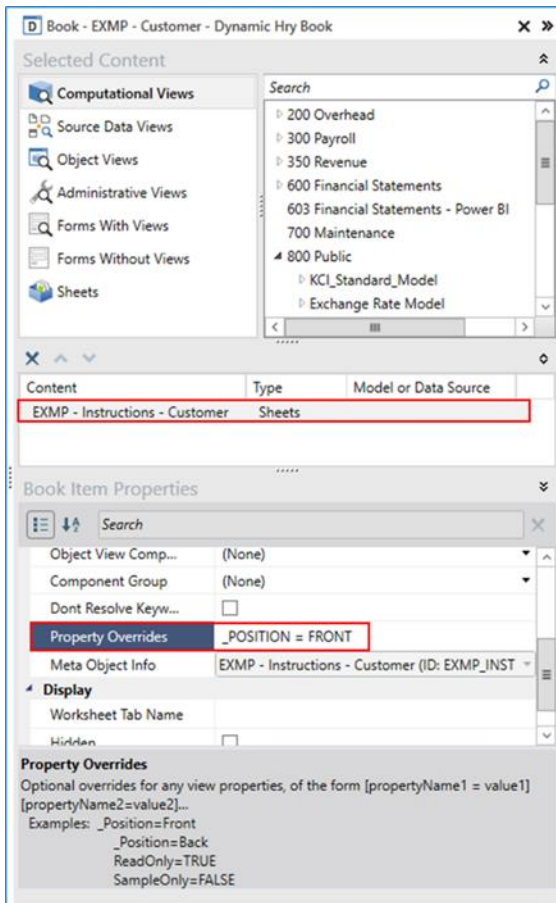 D Book - EXMP - Customer - Dynamic Hry Book
Selected Content
Computational Views
Source Data Views
Object Views
Administrative Views
Forms With Views
Forms Without Views
Sheets
Search
200 Overhead
300 Payroll
350 Revenue
600 Financial Statements
603 Financial Statements - Power BI
700 Maintenance
800 Public
KCI_Standard_Model
Exchange Rate Model
Content Type Model or Data Source
EXMP - Instructions - Customer Sheets
Book Item Properties
Search
Object View Comp... (None)
Component Group (None)
Dont Resolve Keyw...
Property Overrides _POSITION = FRONT
Meta Object Info EXMP - Instructions - Customer (ID: EXMP_INST
Display
Worksheet Tab Name
Hidden
Property Overrides
Optional overrides for any view properties, of the form [propertyName1 = value1]
[propertyName2=value2]...
Examples: _Position=Front
_Position=Back
ReadOnly=TRUE
SampleOnly=FALSE